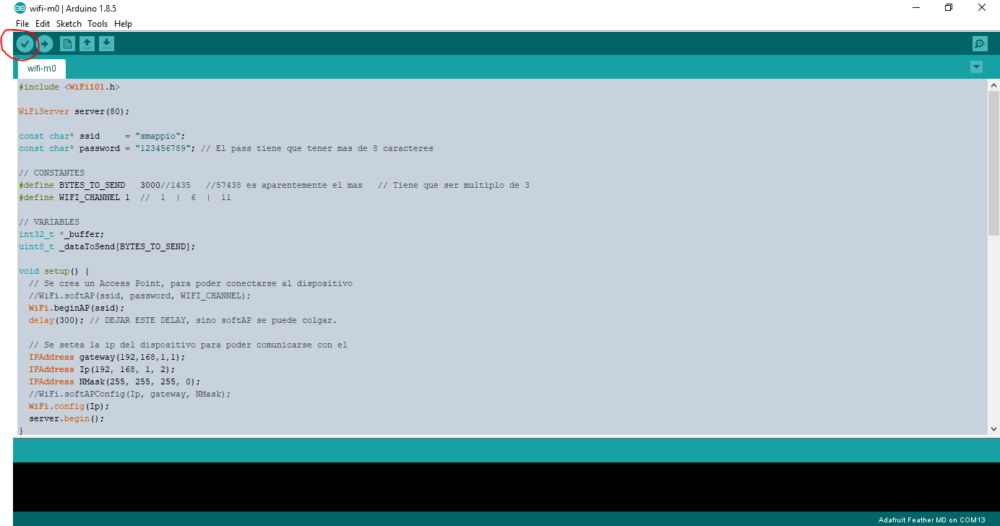 wifi-m0 | Arduino 1.8.5
File Edit Sketch Tools Help
wifi-m0
#include <WiFi101.h>
WiFiServer server(80);
const char* ssid     = "smappio";
const char* password = "123456789"; // El pass tiene que tener mas de 8 caracteres
// CONSTANTES
#define BYTES_TO_SEND   3000//1435   //57438 es aparentemente el max   // Tiene que ser multiplo de 3
#define WIFI_CHANNEL 1  //  1  |  6  |  11
// VARIABLES
int32_t *_buffer;
uint8_t _dataToSend[BYTES_TO_SEND];
void setup() {
  // Se crea un Access Point, para poder conectarse al dispositivo
  //WiFi.softAP(ssid, password, WIFI_CHANNEL);
  WiFi.beginAP(ssid);
  delay(300); // DEJAR ESTE DELAY, sino softAP se puede colgar.
  // Se setea la ip del dispositivo para poder comunicarse con el
  IPAddress gateway(192,168,1,1);
  IPAddress Ip(192, 168, 1, 2);
  IPAddress NMask(255, 255, 255, 0);
  //WiFi.softAPConfig(Ip, gateway, NMask);
  WiFi.config(Ip);
  server.begin();
}
Adafruit Feather M0 on COM13